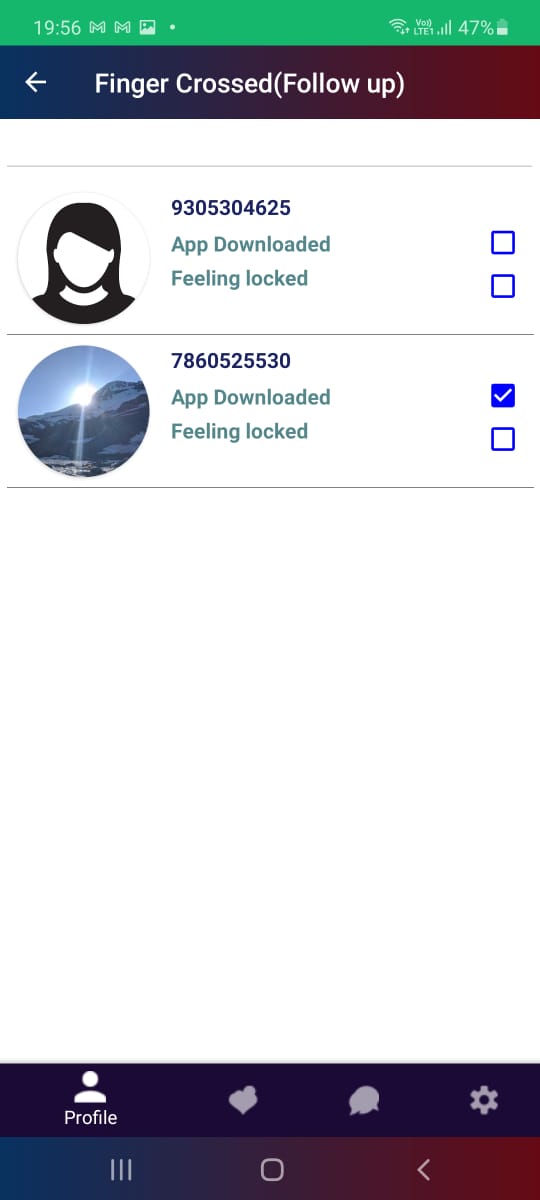 19:56
Vo))
LTE1
47%
Finger Crossed(Follow up)
9305304625
App Downloaded
Feeling locked
7860525530
App Downloaded
Feeling locked
Profile